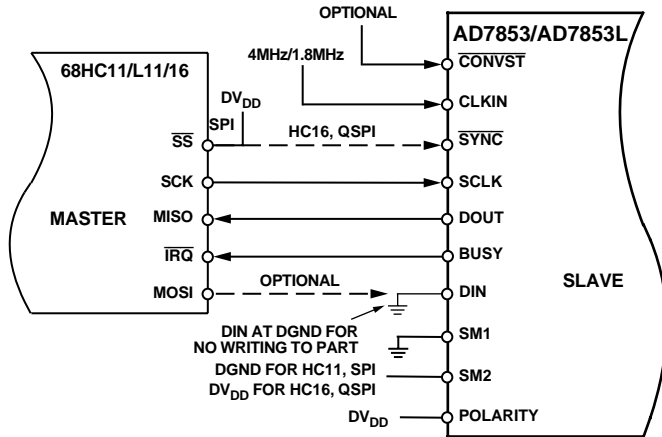 OPTIONAL
AD7853/AD7853L
68HC11/L11/16
4MHz/1.8MHz
CONVST
DVDD
CLKIN
SPI
HC16, QSPI
SS
SYNC
SCK
SCLK
MASTER
MISO
DOUT
IRQ
BUSY
OPTIONAL
MOSI
DIN
SLAVE
DIN AT DGND FOR
NO WRITING TO PART
SM1
DGND FOR HC11, SPI
DVDD FOR HC16, QSPI
SM2
DVDD
POLARITY